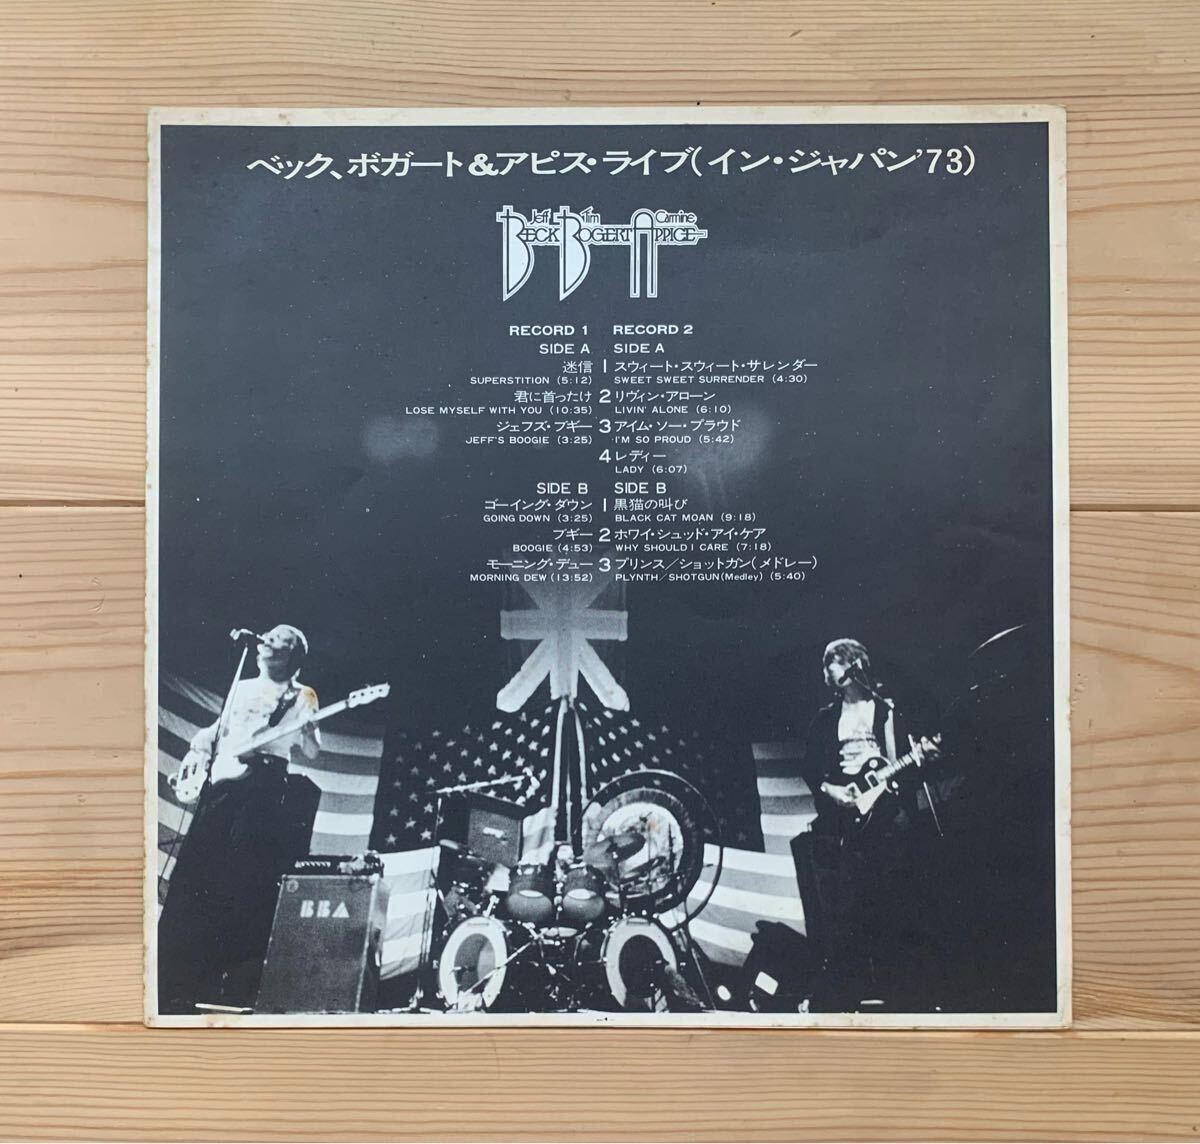 ベック、ボガート&アピス・ライブ(イン・ジャパン'73)
Jeff Tim Carmine
BECK BOGERT APPICE
RECORD 1 RECORD 2
SIDE A SIDE A
迷信 1 スウィート・スウィート・サレンダー
SUPERSTITION (5:12) SWEET SWEET SURRENDER (4:30)
君に首ったけ 2 リヴィン・アローン
LOSE MYSELF WITH YOU (10:35) LIVIN' ALONE (6:10)
ジェフズ・ブギー 3 アイム・ソー・プラウド
JEFF'S BOOGIE (3:25) I'M SO PROUD (5:42)
4 レディー
LADY (6:07)
SIDE B SIDE B
ゴーイング・ダウン 1 黒猫の叫び
GOING DOWN (3:25) BLACK CAT MOAN (9:18)
ブギー 2 ホワイ・シュッド・アイ・ケア
BOOGIE (4:53) WHY SHOULD I CARE (7:18)
モーニング・デュー 3 プリンス/ショットガン(メドレー)
MORNING DEW (13:52) PLYNTH/SHOTGUN(Medley) (5:40)
BBA